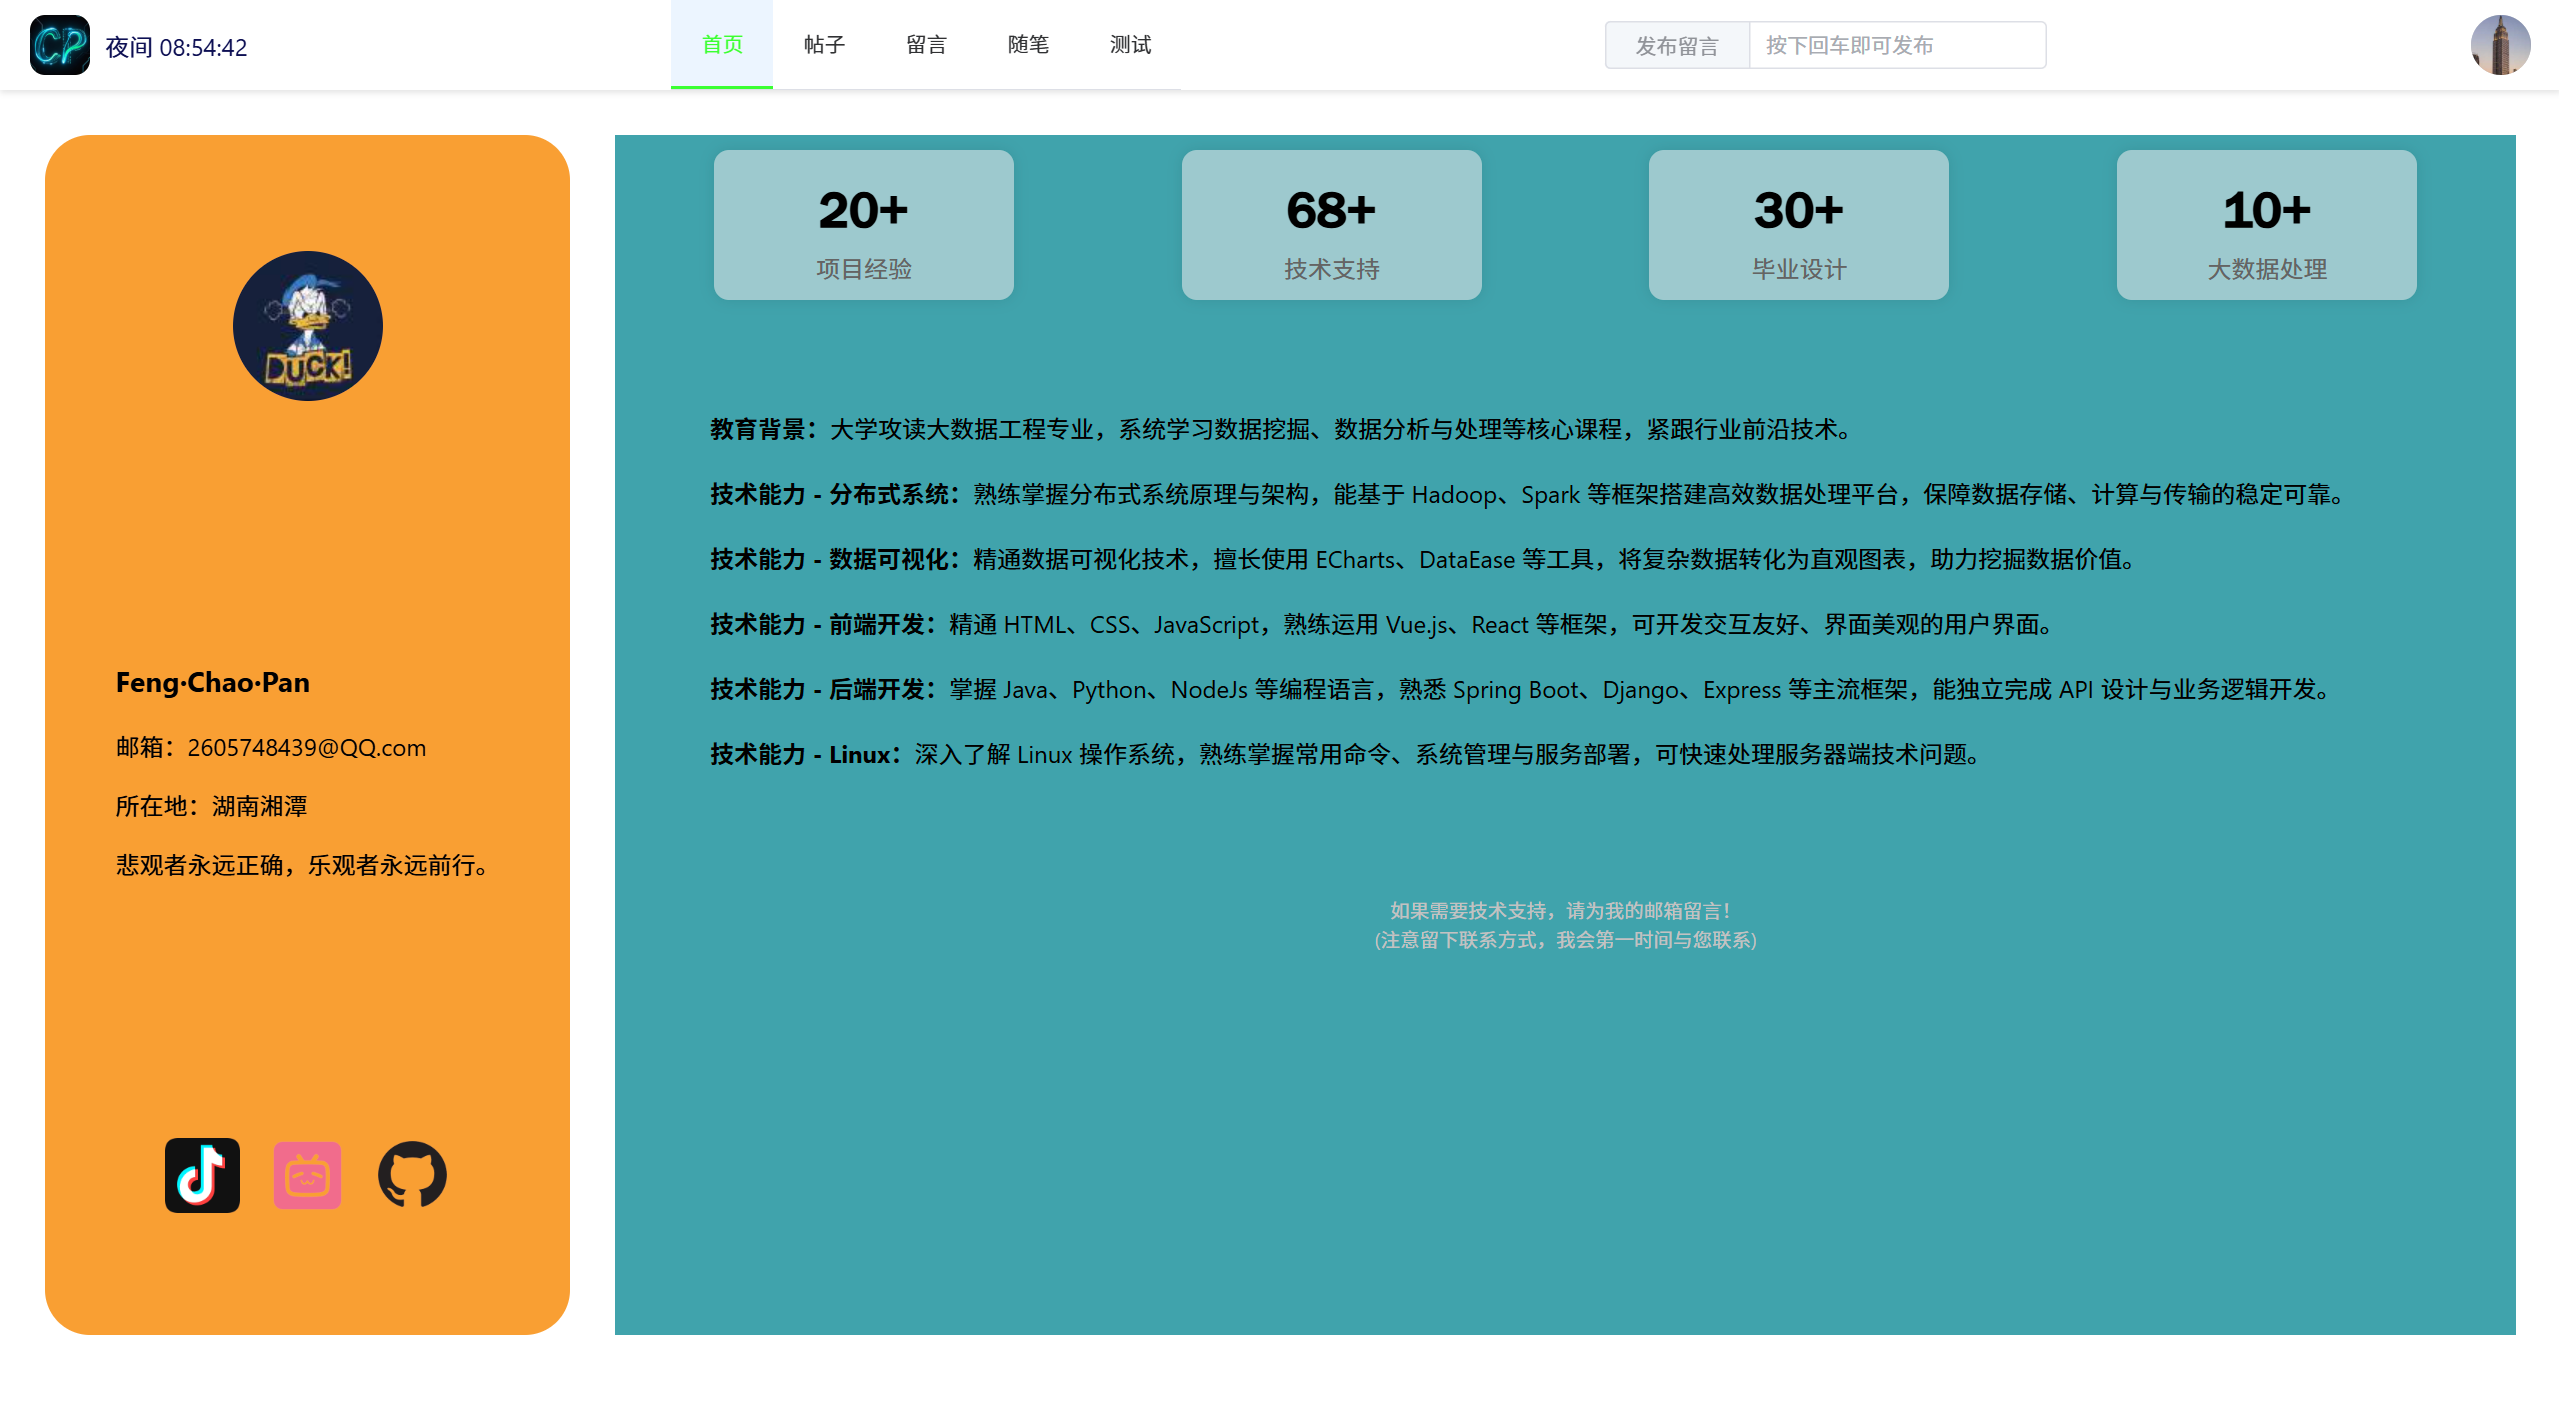 CP
夜间 08:54:42
首页
帖子
留言
随笔
测试
发布留言
按下回车即可发布
DUCK!
Feng·Chao·Pan
邮箱：2605748439@QQ.com
所在地：湖南湘潭
悲观者永远正确，乐观者永远前行。
20+
项目经验
68+
技术支持
30+
毕业设计
10+
大数据处理
教育背景：大学攻读大数据工程专业，系统学习数据挖掘、数据分析与处理等核心课程，紧跟行业前沿技术。
技术能力 - 分布式系统：熟练掌握分布式系统原理与架构，能基于 Hadoop、Spark 等框架搭建高效数据处理平台，保障数据存储、计算与传输的稳定可靠。
技术能力 - 数据可视化：精通数据可视化技术，擅长使用 ECharts、DataEase 等工具，将复杂数据转化为直观图表，助力挖掘数据价值。
技术能力 - 前端开发：精通 HTML、CSS、JavaScript，熟练运用 Vue.js、React 等框架，可开发交互友好、界面美观的用户界面。
技术能力 - 后端开发：掌握 Java、Python、NodeJs 等编程语言，熟悉 Spring Boot、Django、Express 等主流框架，能独立完成 API 设计与业务逻辑开发。
技术能力 - Linux：深入了解 Linux 操作系统，熟练掌握常用命令、系统管理与服务部署，可快速处理服务器端技术问题。
如果需要技术支持，请为我的邮箱留言！
(注意留下联系方式，我会第一时间与您联系)